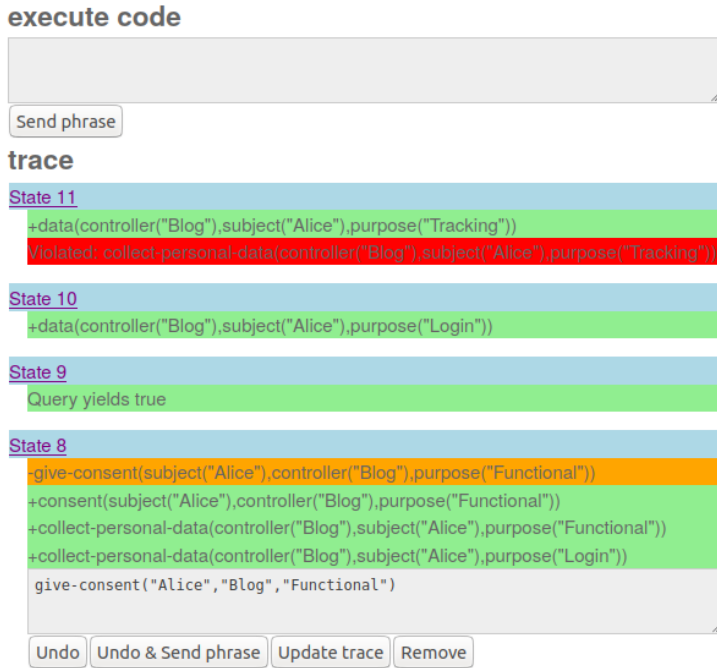 execute code
Send phrase
trace
State 11
+data(controller("Blog"),subject("Alice"),purpose("Tracking"))
Violated: collect-personal-data(controller("Blog"),subject("Alice"),purpose("Tracking"))
State 10
+data(controller("Blog"),subject("Alice"),purpose("Login"))
State 9
Query yields true
State 8
-give-consent(subject("Alice"),controller("Blog"),purpose("Functional"))
+consent(subject("Alice"),controller("Blog"),purpose("Functional"))
+collect-personal-data(controller("Blog"),subject("Alice"),purpose("Functional"))
+collect-personal-data(controller("Blog"),subject("Alice"),purpose("Login"))
give-consent("Alice","Blog","Functional")
Undo Undo & Send phrase Update trace Remove